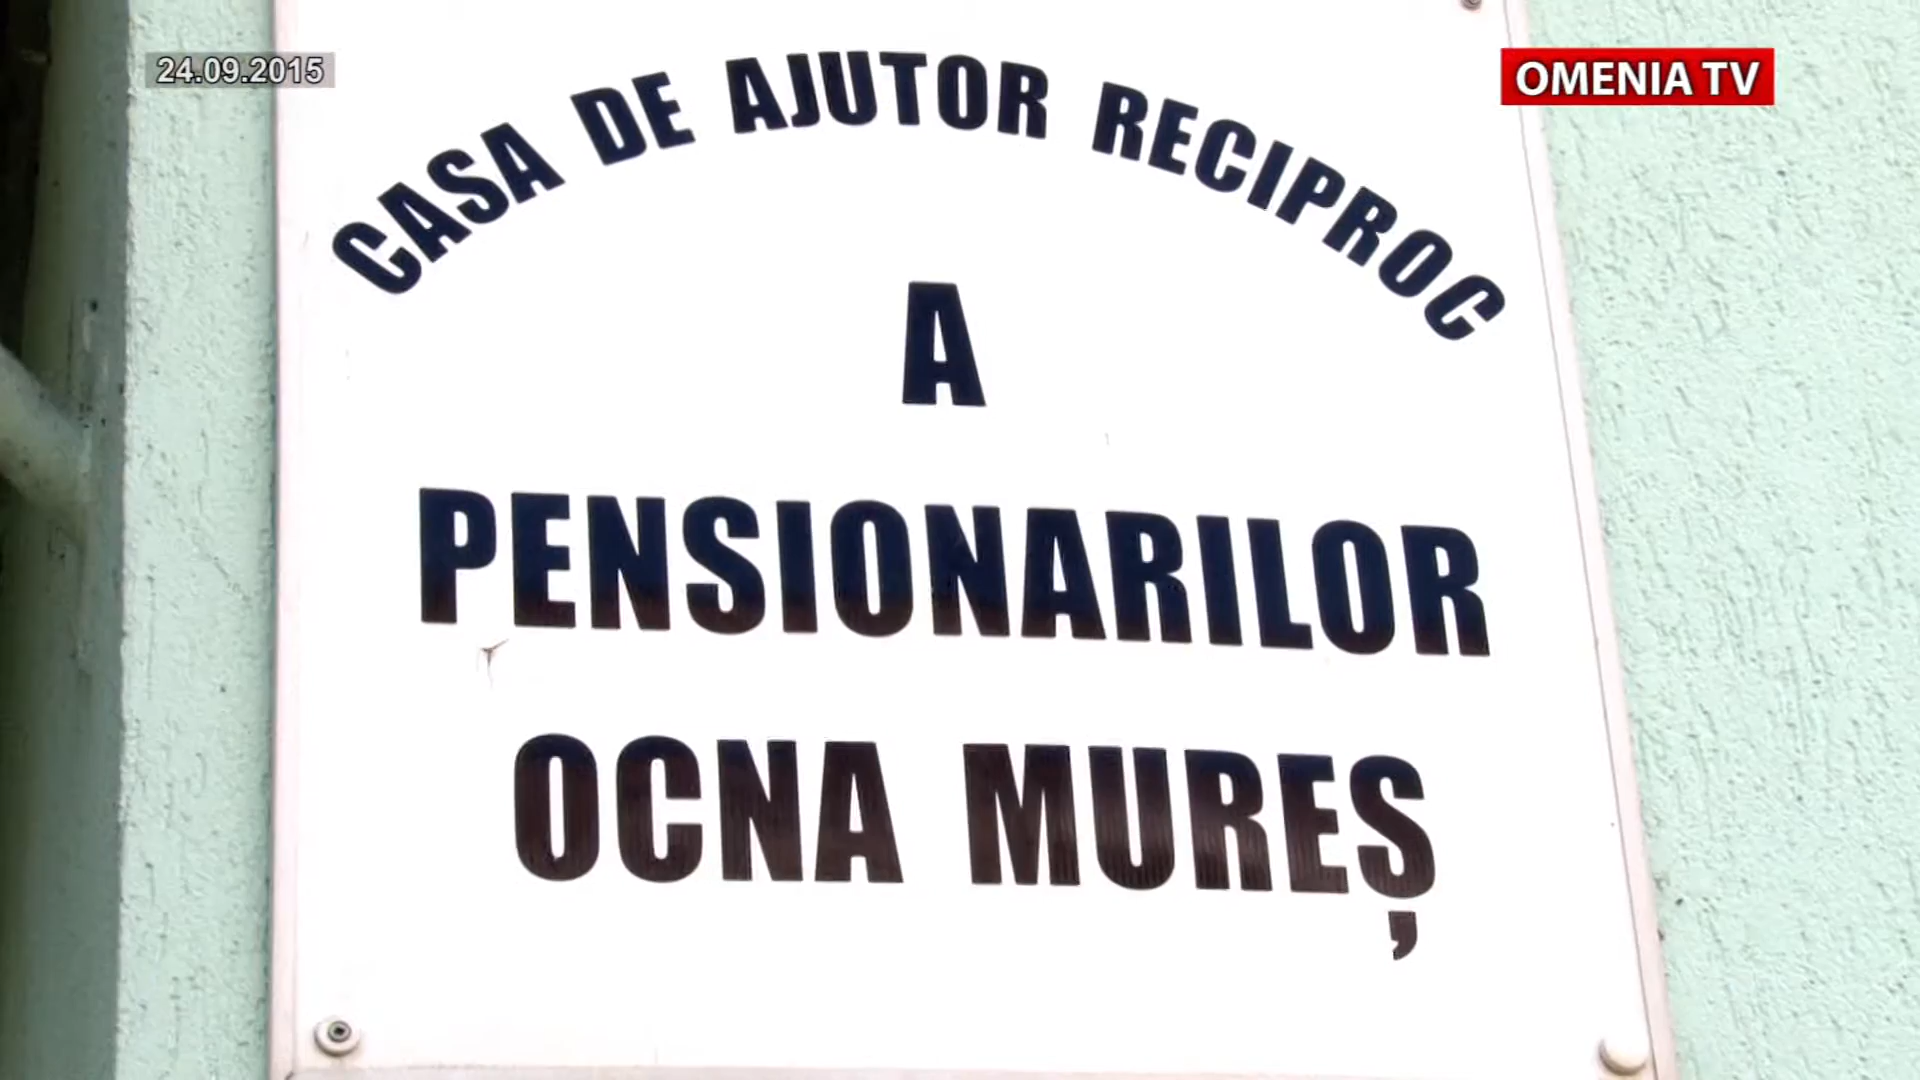 24.09.2015
OMENIA TV
CASA DE AJUTOR RECIPROC
A
PENSIONARILOR
OCNA MUREȘ